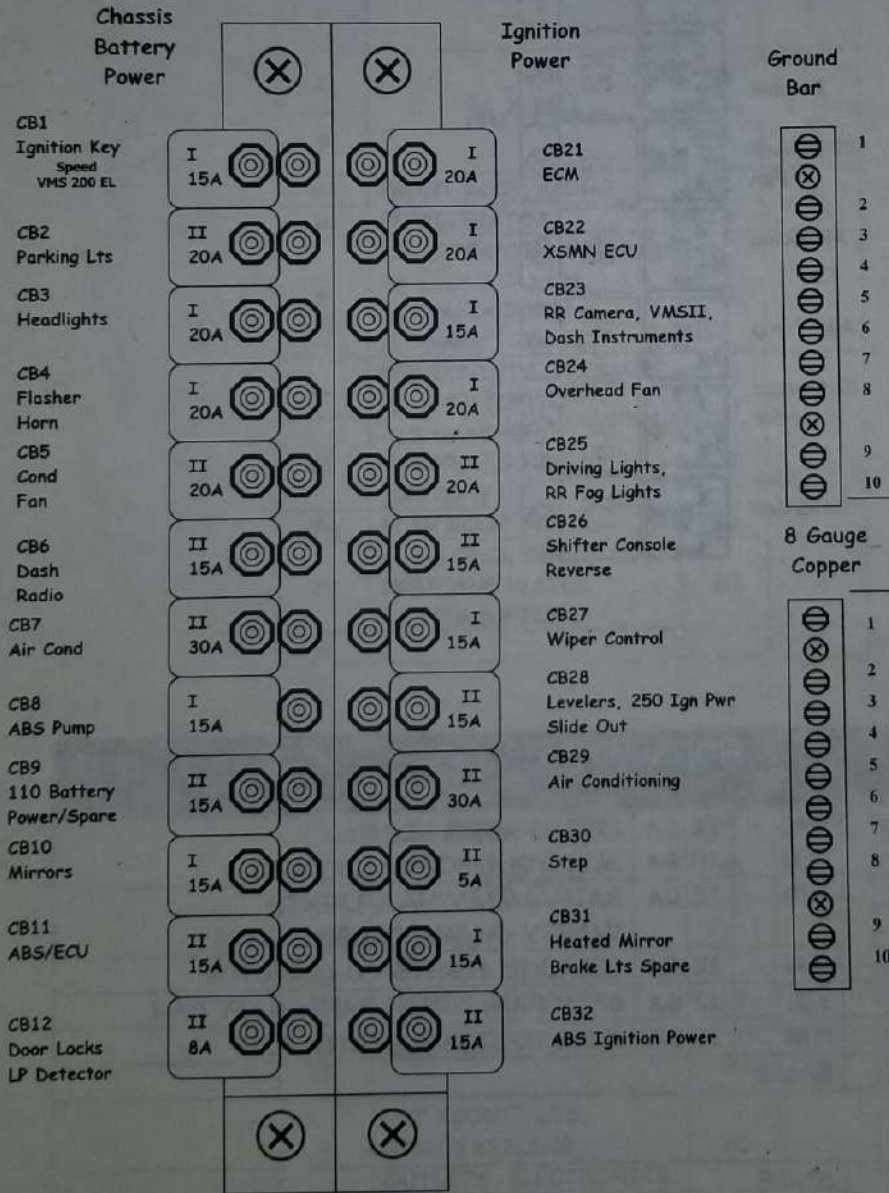 Chassis
Battery
Power
Ignition
Power
Ground
Bar
CB1
Ignition Key
Speed
VMS 200 EL
I
15A
I
20A
CB21
ECM
CB2
Parking Lts
II
20A
I
20A
CB22
XSMN ECU
CB3
Headlights
I
20A
I
15A
CB23
RR Camera, VMSII,
Dash Instruments
CB4
Flasher
Horn
I
20A
I
20A
CB24
Overhead Fan
CB5
Cond
Fan
II
20A
II
20A
CB25
Driving Lights,
RR Fog Lights
CB6
Dash
Radio
II
15A
II
15A
CB26
Shifter Console
Reverse
CB7
Air Cond
II
30A
I
15A
CB27
Wiper Control
CB8
ABS Pump
I
15A
II
15A
CB28
Levelers, 250 Ign Pwr
Slide Out
CB9
110 Battery
Power/Spare
II
15A
II
30A
CB29
Air Conditioning
CB10
Mirrors
I
15A
II
5A
CB30
Step
CB11
ABS/ECU
II
15A
I
15A
CB31
Heated Mirror
Brake Lts Spare
CB12
Door Locks
LP Detector
II
8A
II
15A
CB32
ABS Ignition Power
1
2
3
4
5
6
7
8
9
10
8 Gauge
Copper
1
2
3
4
5
6
7
8
9
10